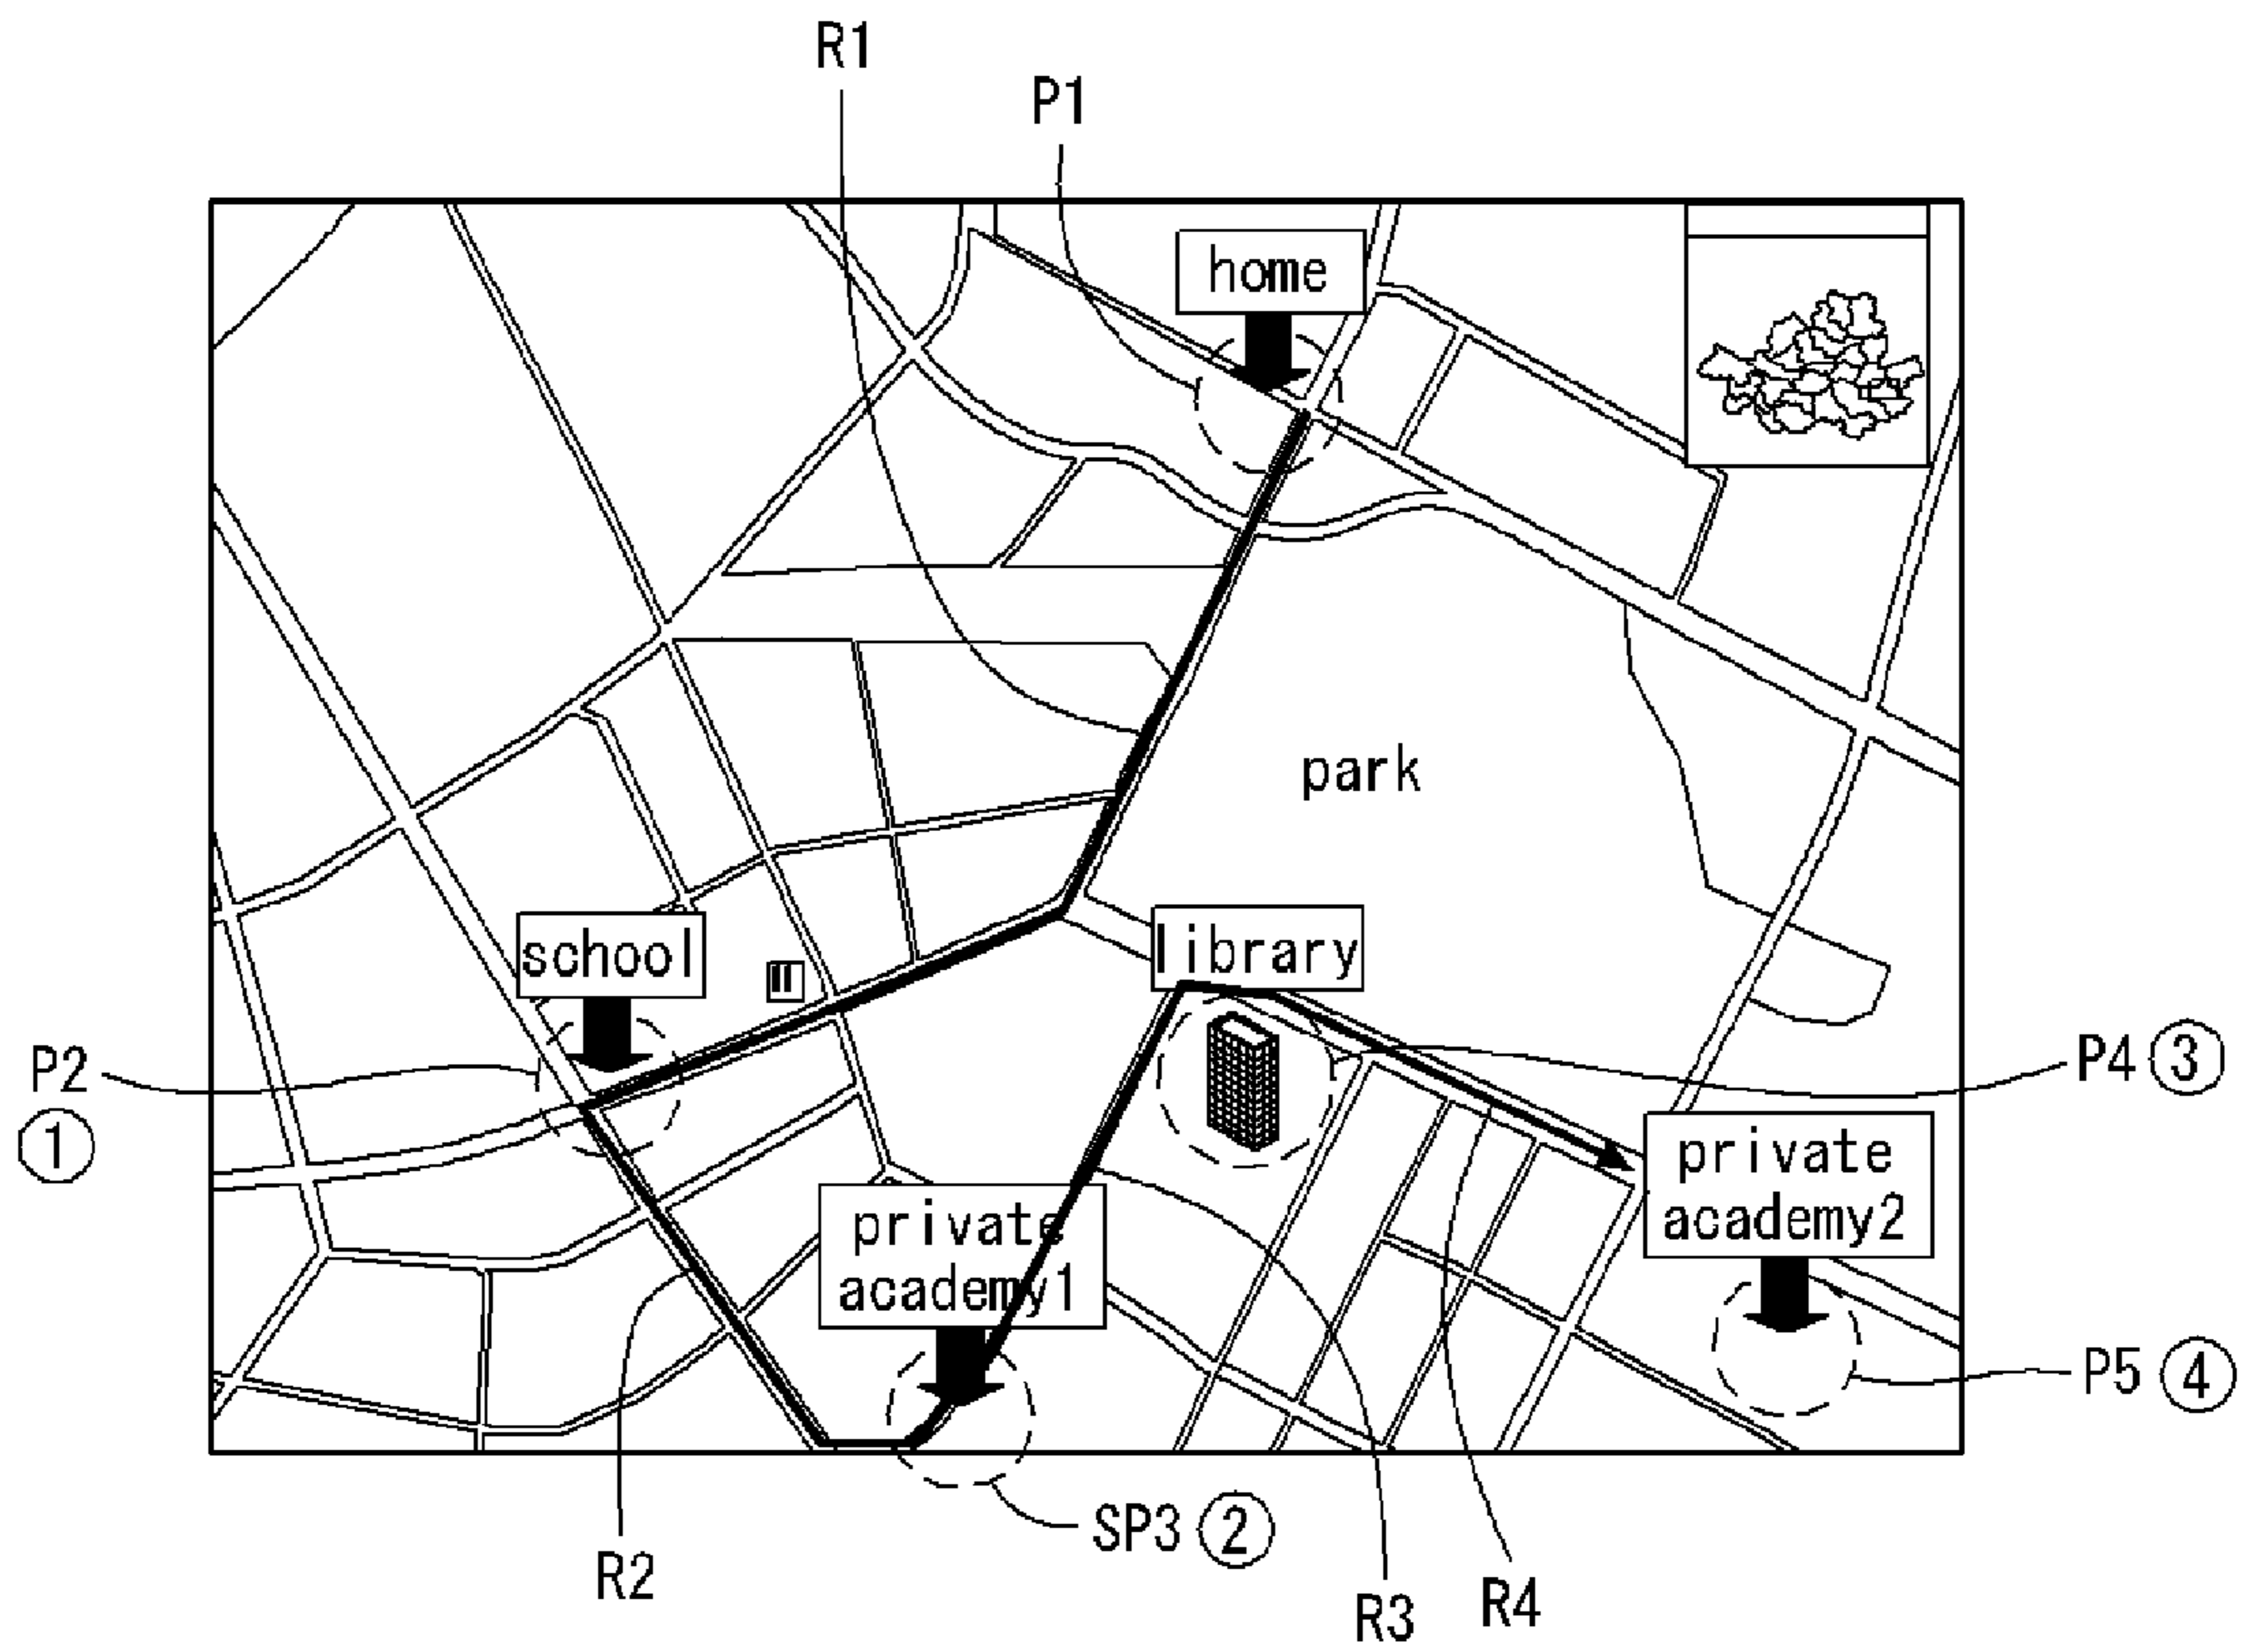 R1
P1
home
park
school
library
P2
①
P4 ③
private
academy2
private
academy1
P5 ④
SP3 ②
R2
R3
R4